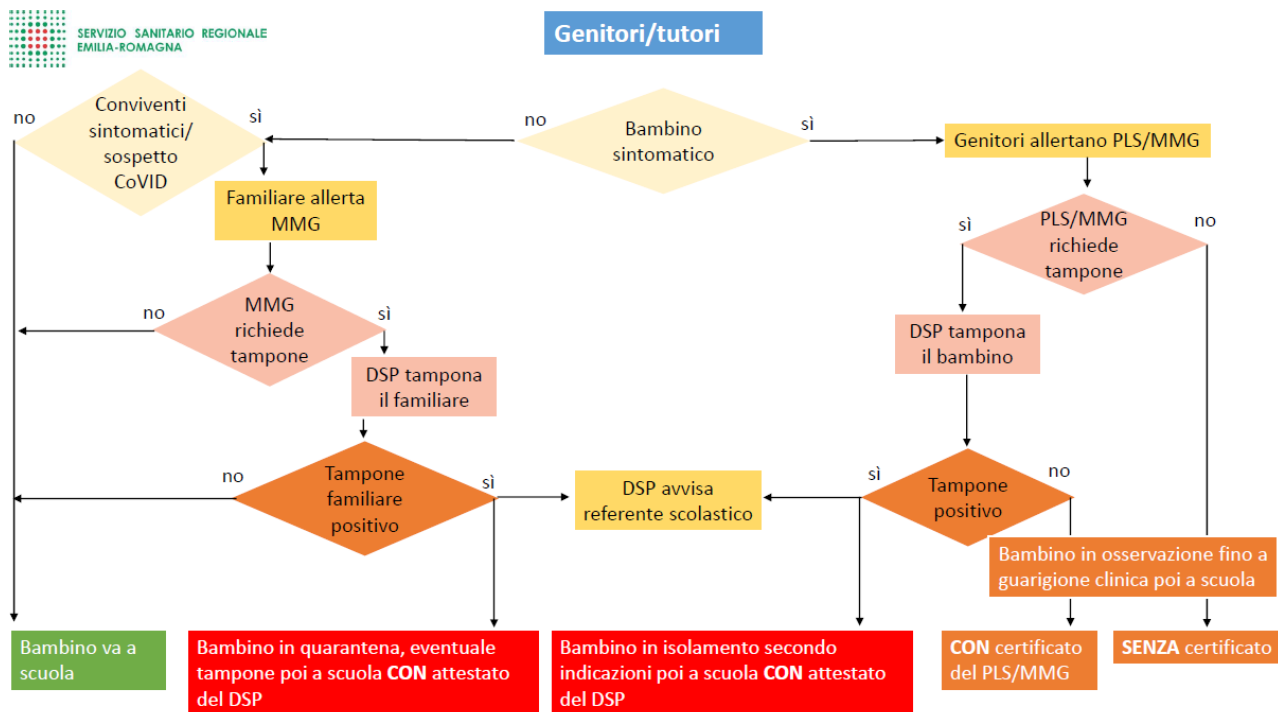 SERVIZIO SANITARIO REGIONALE
EMILIA-ROMAGNA
Genitori/tutori
no
Conviventi
sintomatici/
sospetto
CoVID
sì
no
Bambino
sintomatico
sì
Genitori allertano PLS/MMG
Familiare allerta
MMG
sì
PLS/MMG
richiede
tampone
no
no
MMG
richiede
tampone
sì
DSP tampona
il bambino
DSP tampona
il familiare
no
Tampone
familiare
positivo
sì
DSP avvisa
referente scolastico
sì
Tampone
positivo
no
Bambino in osservazione fino a
guarigione clinica poi a scuola
Bambino va a
scuola
Bambino in quarantena, eventuale
tampone poi a scuola CON attestato
del DSP
Bambino in isolamento secondo
indicazioni poi a scuola CON attestato
del DSP
CON certificato
del PLS/MMG
SENZA certificato